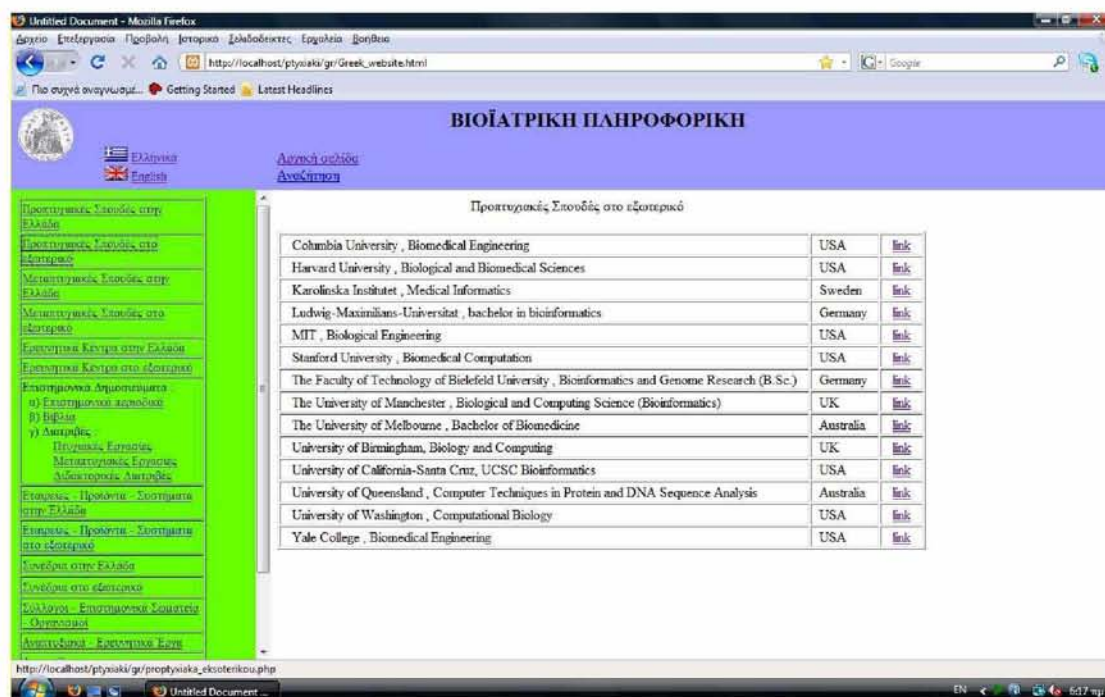 Untitled Document - Mozilla Firefox
Αρχείο Επεξεργασία Προβολή Ιστορικό Σελιδοδείκτες Εργαλεία Βοήθεια
http://localhost/ptyxiaki/gr/Greek_website.html
Google
Πιο συχνά αναγνωσμ... Getting Started Latest Headlines
ΒΙΟΪΑΤΡΙΚΗ ΠΛΗΡΟΦΟΡΙΚΗ
Ελληνικά
English
Αρχική σελίδα
Αναζήτηση
Προπτυχιακές Σπουδές στην
Ελλάδα
Προπτυχιακές Σπουδές στο
εξωτερικό
Μεταπτυχιακές Σπουδές στην
Ελλάδα
Μεταπτυχιακές Σπουδές στο
εξωτερικό
Ερευνητικά Κέντρα στην Ελλάδα
Ερευνητικά Κέντρα στο εξωτερικό
Επιστημονικά Δημοσιεύματα :
α) Επιστημονικά περιοδικά
β) Βιβλία
γ) Διατριβές :
Πτυχιακές Εργασίες
Μεταπτυχιακές Εργασίες
Διδακτορικές Διατριβές
Εταιρείες - Προϊόντα - Συστήματα
στην Ελλάδα
Εταιρείες - Προϊόντα - Συστήματα
στο εξωτερικό
Συνέδρια στην Ελλάδα
Συνέδρια στο εξωτερικό
Σύλλογοι - Επιστημονικά Σωματεία
- Οργανισμοί
Αναπτυξιακά - Ερευνητικά Έργα
Προπτυχιακές Σπουδές στο εξωτερικό
Columbia University , Biomedical Engineering USA link
Harvard University , Biological and Biomedical Sciences USA link
Karolinska Institutet , Medical Informatics Sweden link
Ludwig-Maximilians-Universitat , bachelor in bioinformatics Germany link
MIT , Biological Engineering USA link
Stanford University , Biomedical Computation USA link
The Faculty of Technology of Bielefeld University , Bioinformatics and Genome Research (B.Sc.) Germany link
The University of Manchester , Biological and Computing Science (Bioinformatics) UK link
The University of Melbourne , Bachelor of Biomedicine Australia link
University of Birmingham, Biology and Computing UK link
University of California-Santa Cruz, UCSC Bioinformatics USA link
University of Queensland , Computer Techniques in Protein and DNA Sequence Analysis Australia link
University of Washington , Computational Biology USA link
Yale College , Biomedical Engineering USA link
http://localhost/ptyxiaki/gr/proptyxiaka_eksoterikou.php
Untitled Document ...
EN 6:17 πμ